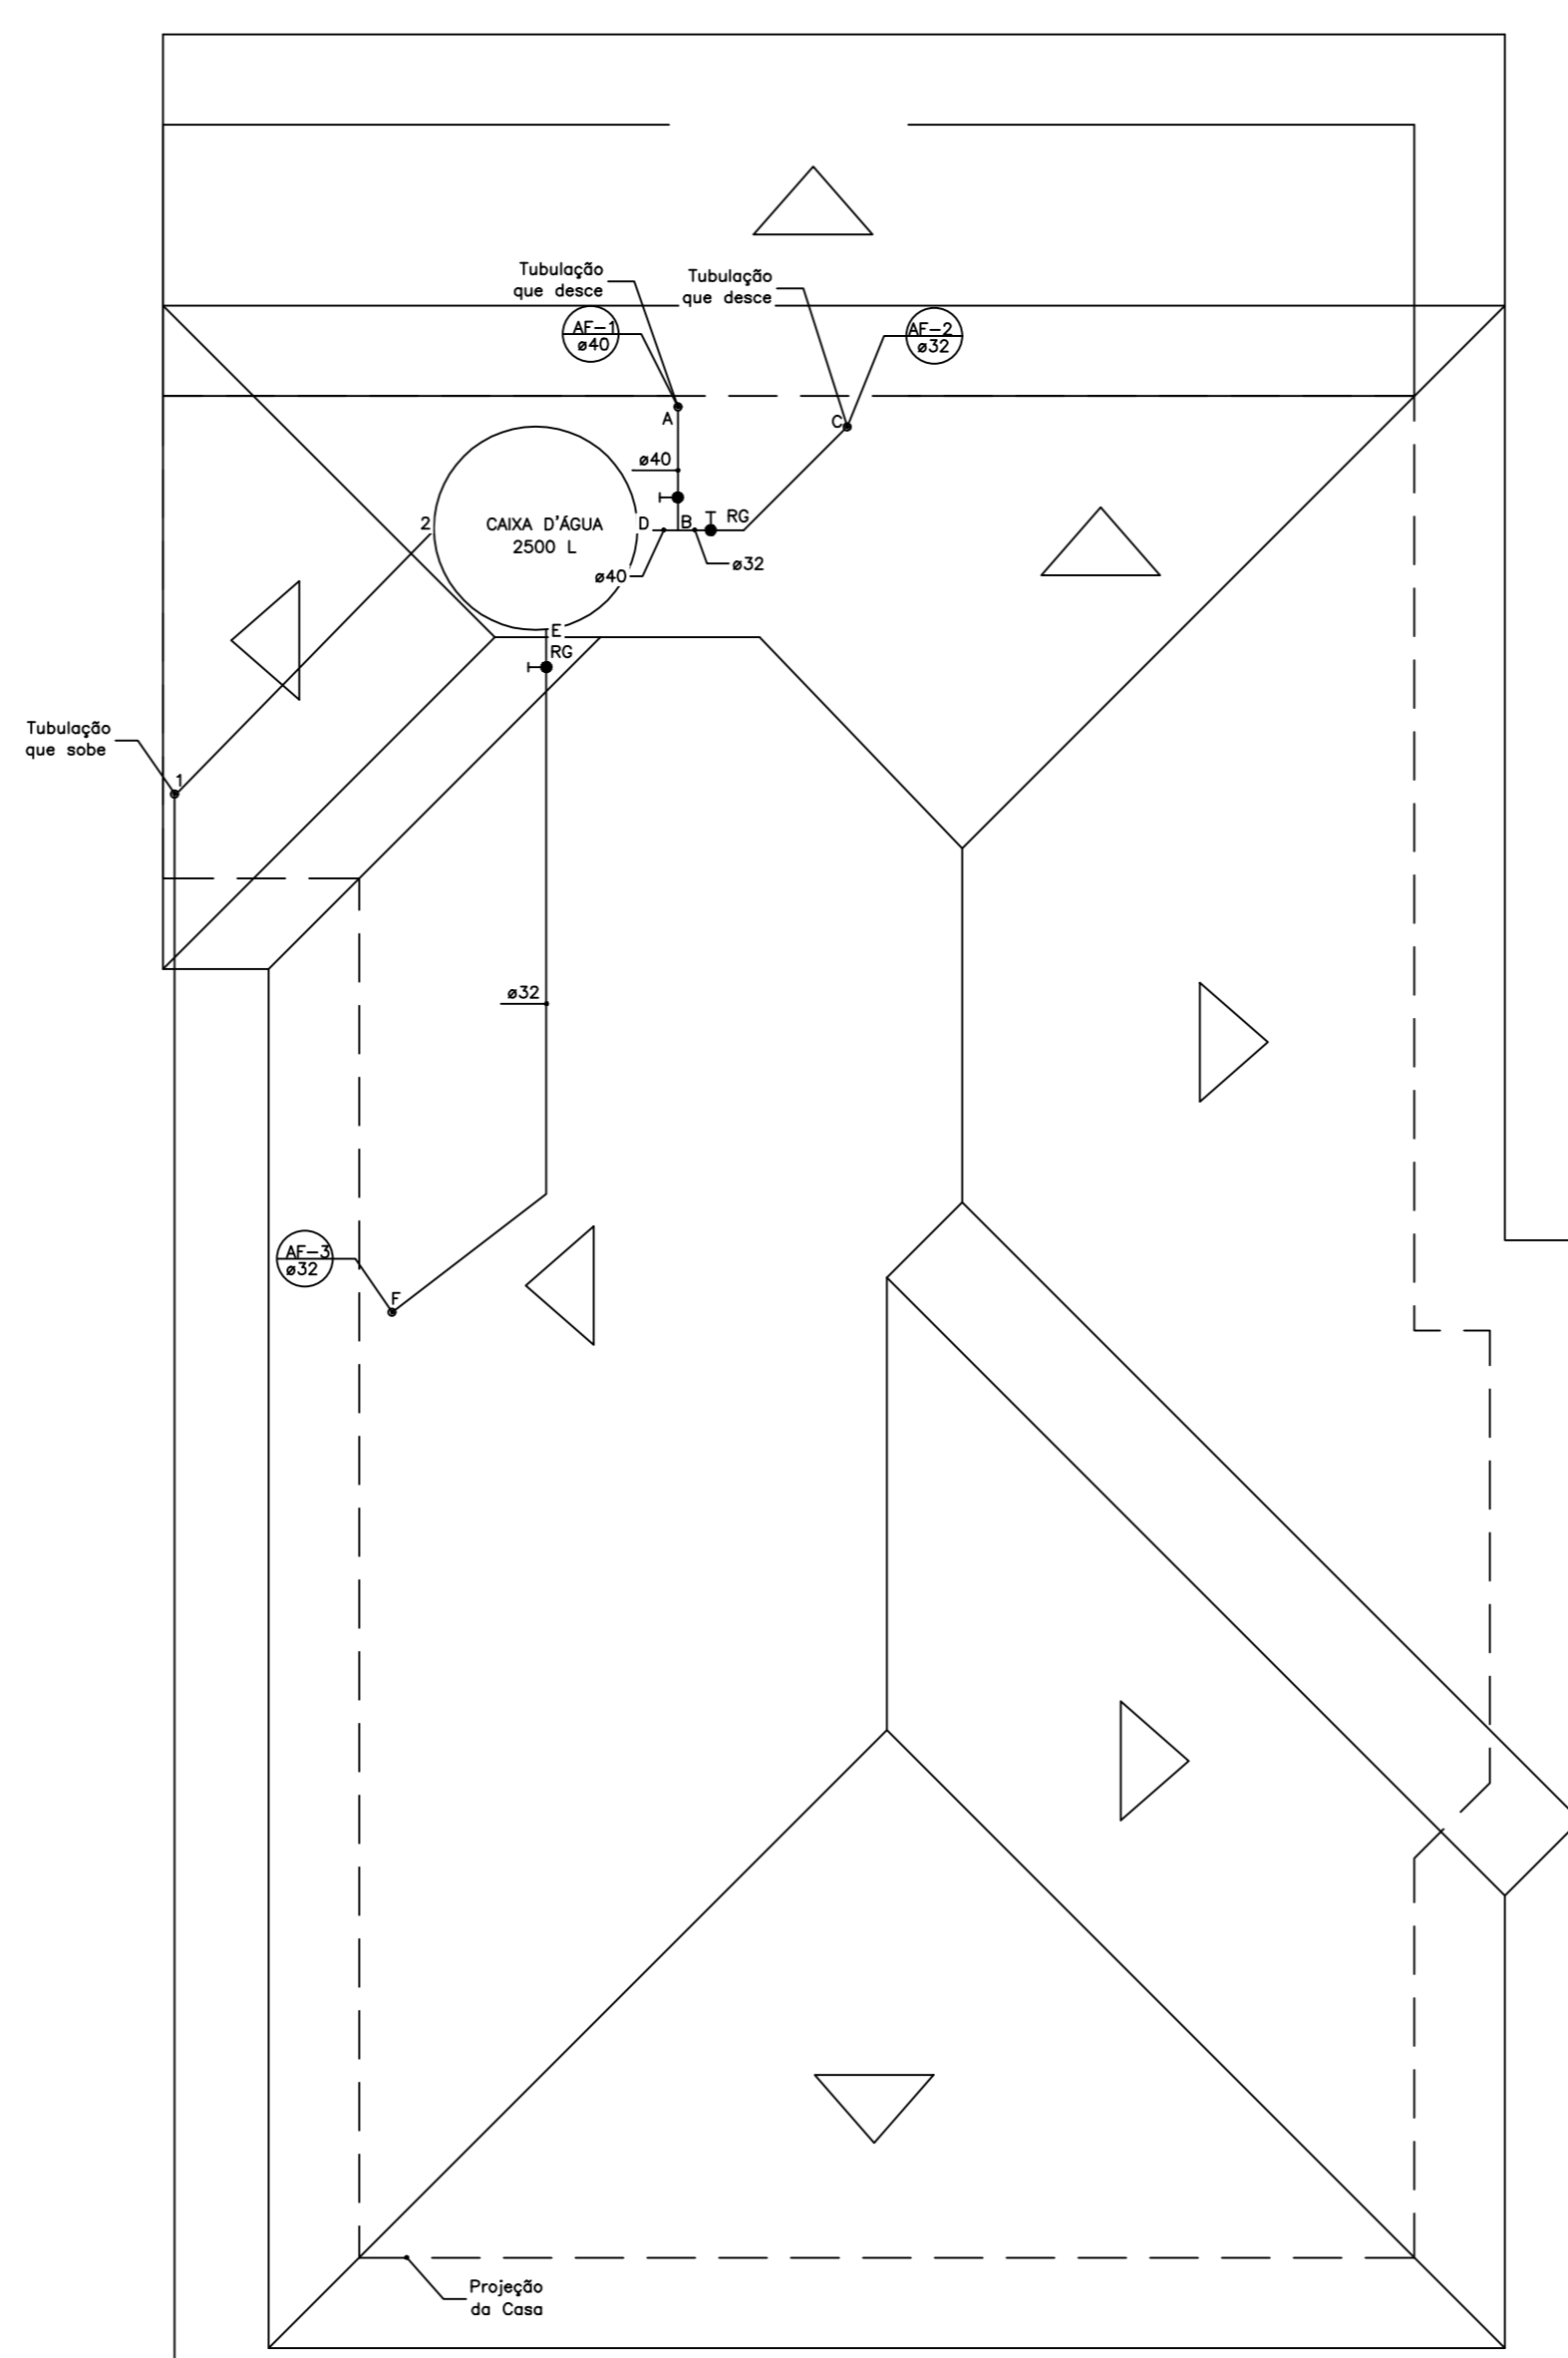 Tubulação
que desce
Tubulação
que desce
AF-1
ø40
AF-2
ø32
A
C
ø40
2
CAIXA D'ÁGUA
2500 L
D
B
RG
ø40
ø32
E
RG
Tubulação
que sobe
1
ø32
AF-3
ø32
F
Projeção
da Casa